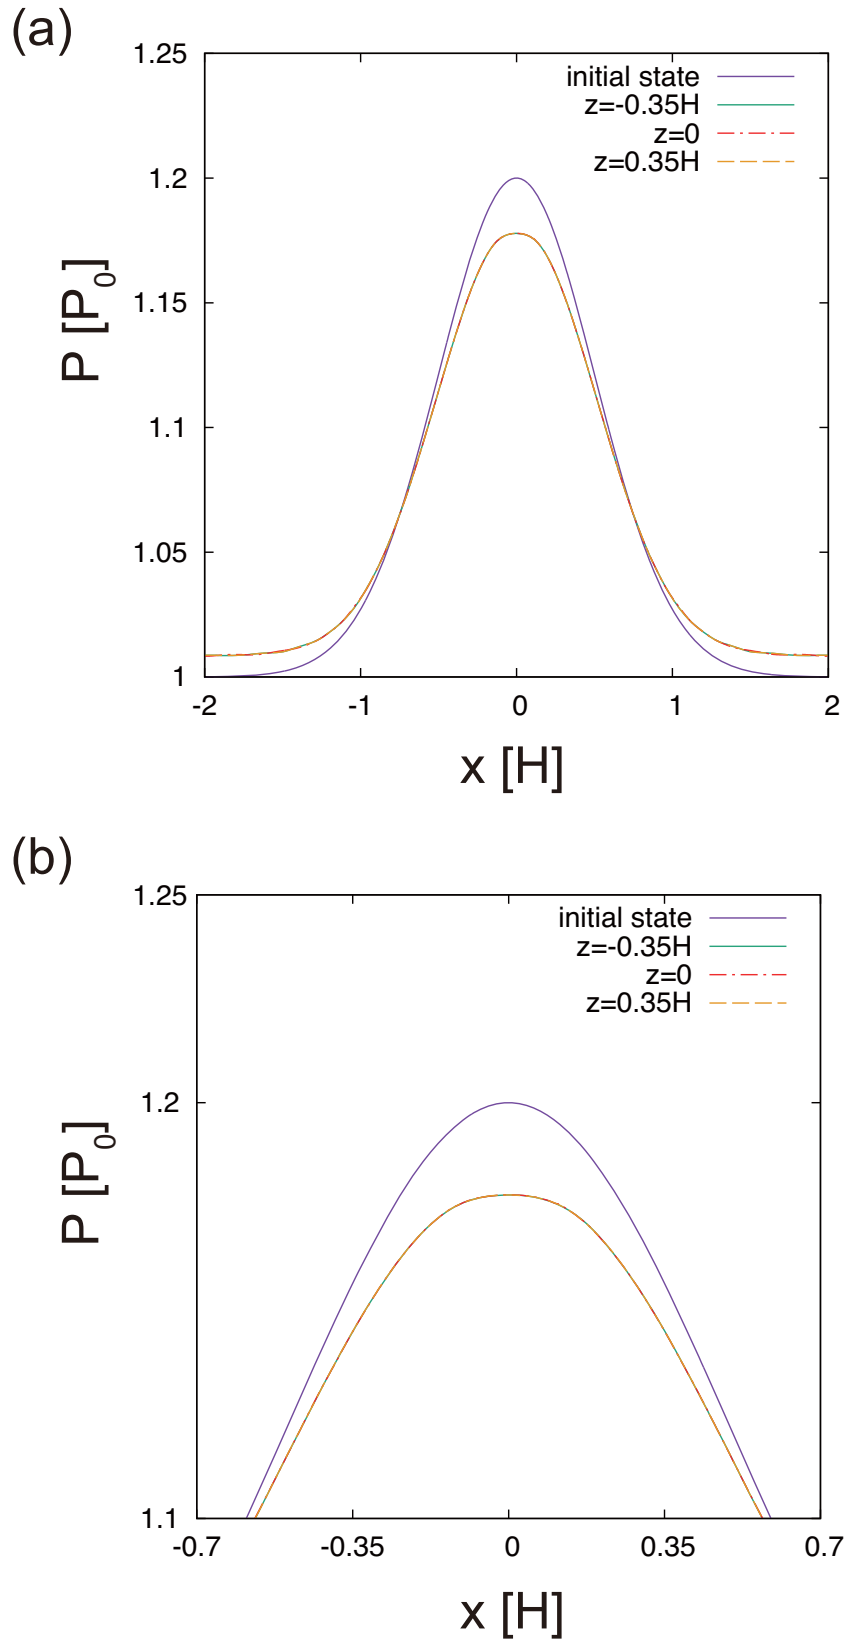 (a)
1.25
1.2
1.15
1.1
1.05
1
P [P₀]
initial state
z=-0.35H
z=0
z=0.35H
-2 -1 0 1 2
x [H]
(b)
1.25
1.2
1.1
P [P₀]
initial state
z=-0.35H
z=0
z=0.35H
-0.7 -0.35 0 0.35 0.7
x [H]